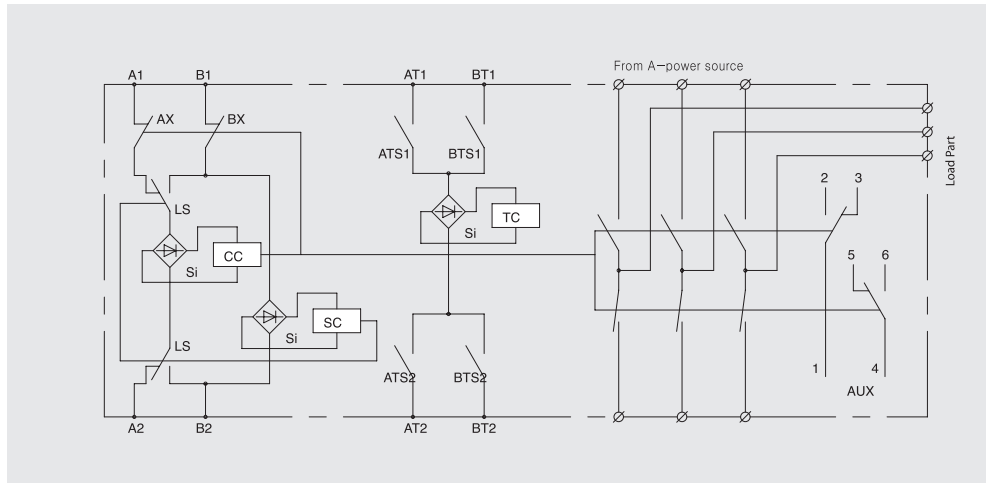 From A-power source
A1 B1 AT1 BT1
AX BX
ATS1 BTS1
Load Part
2 3
LS
TC
Si
CC
Si
5 6
SC
Si
LS
ATS2 BTS2
1 4
AUX
A2 B2 AT2 BT2